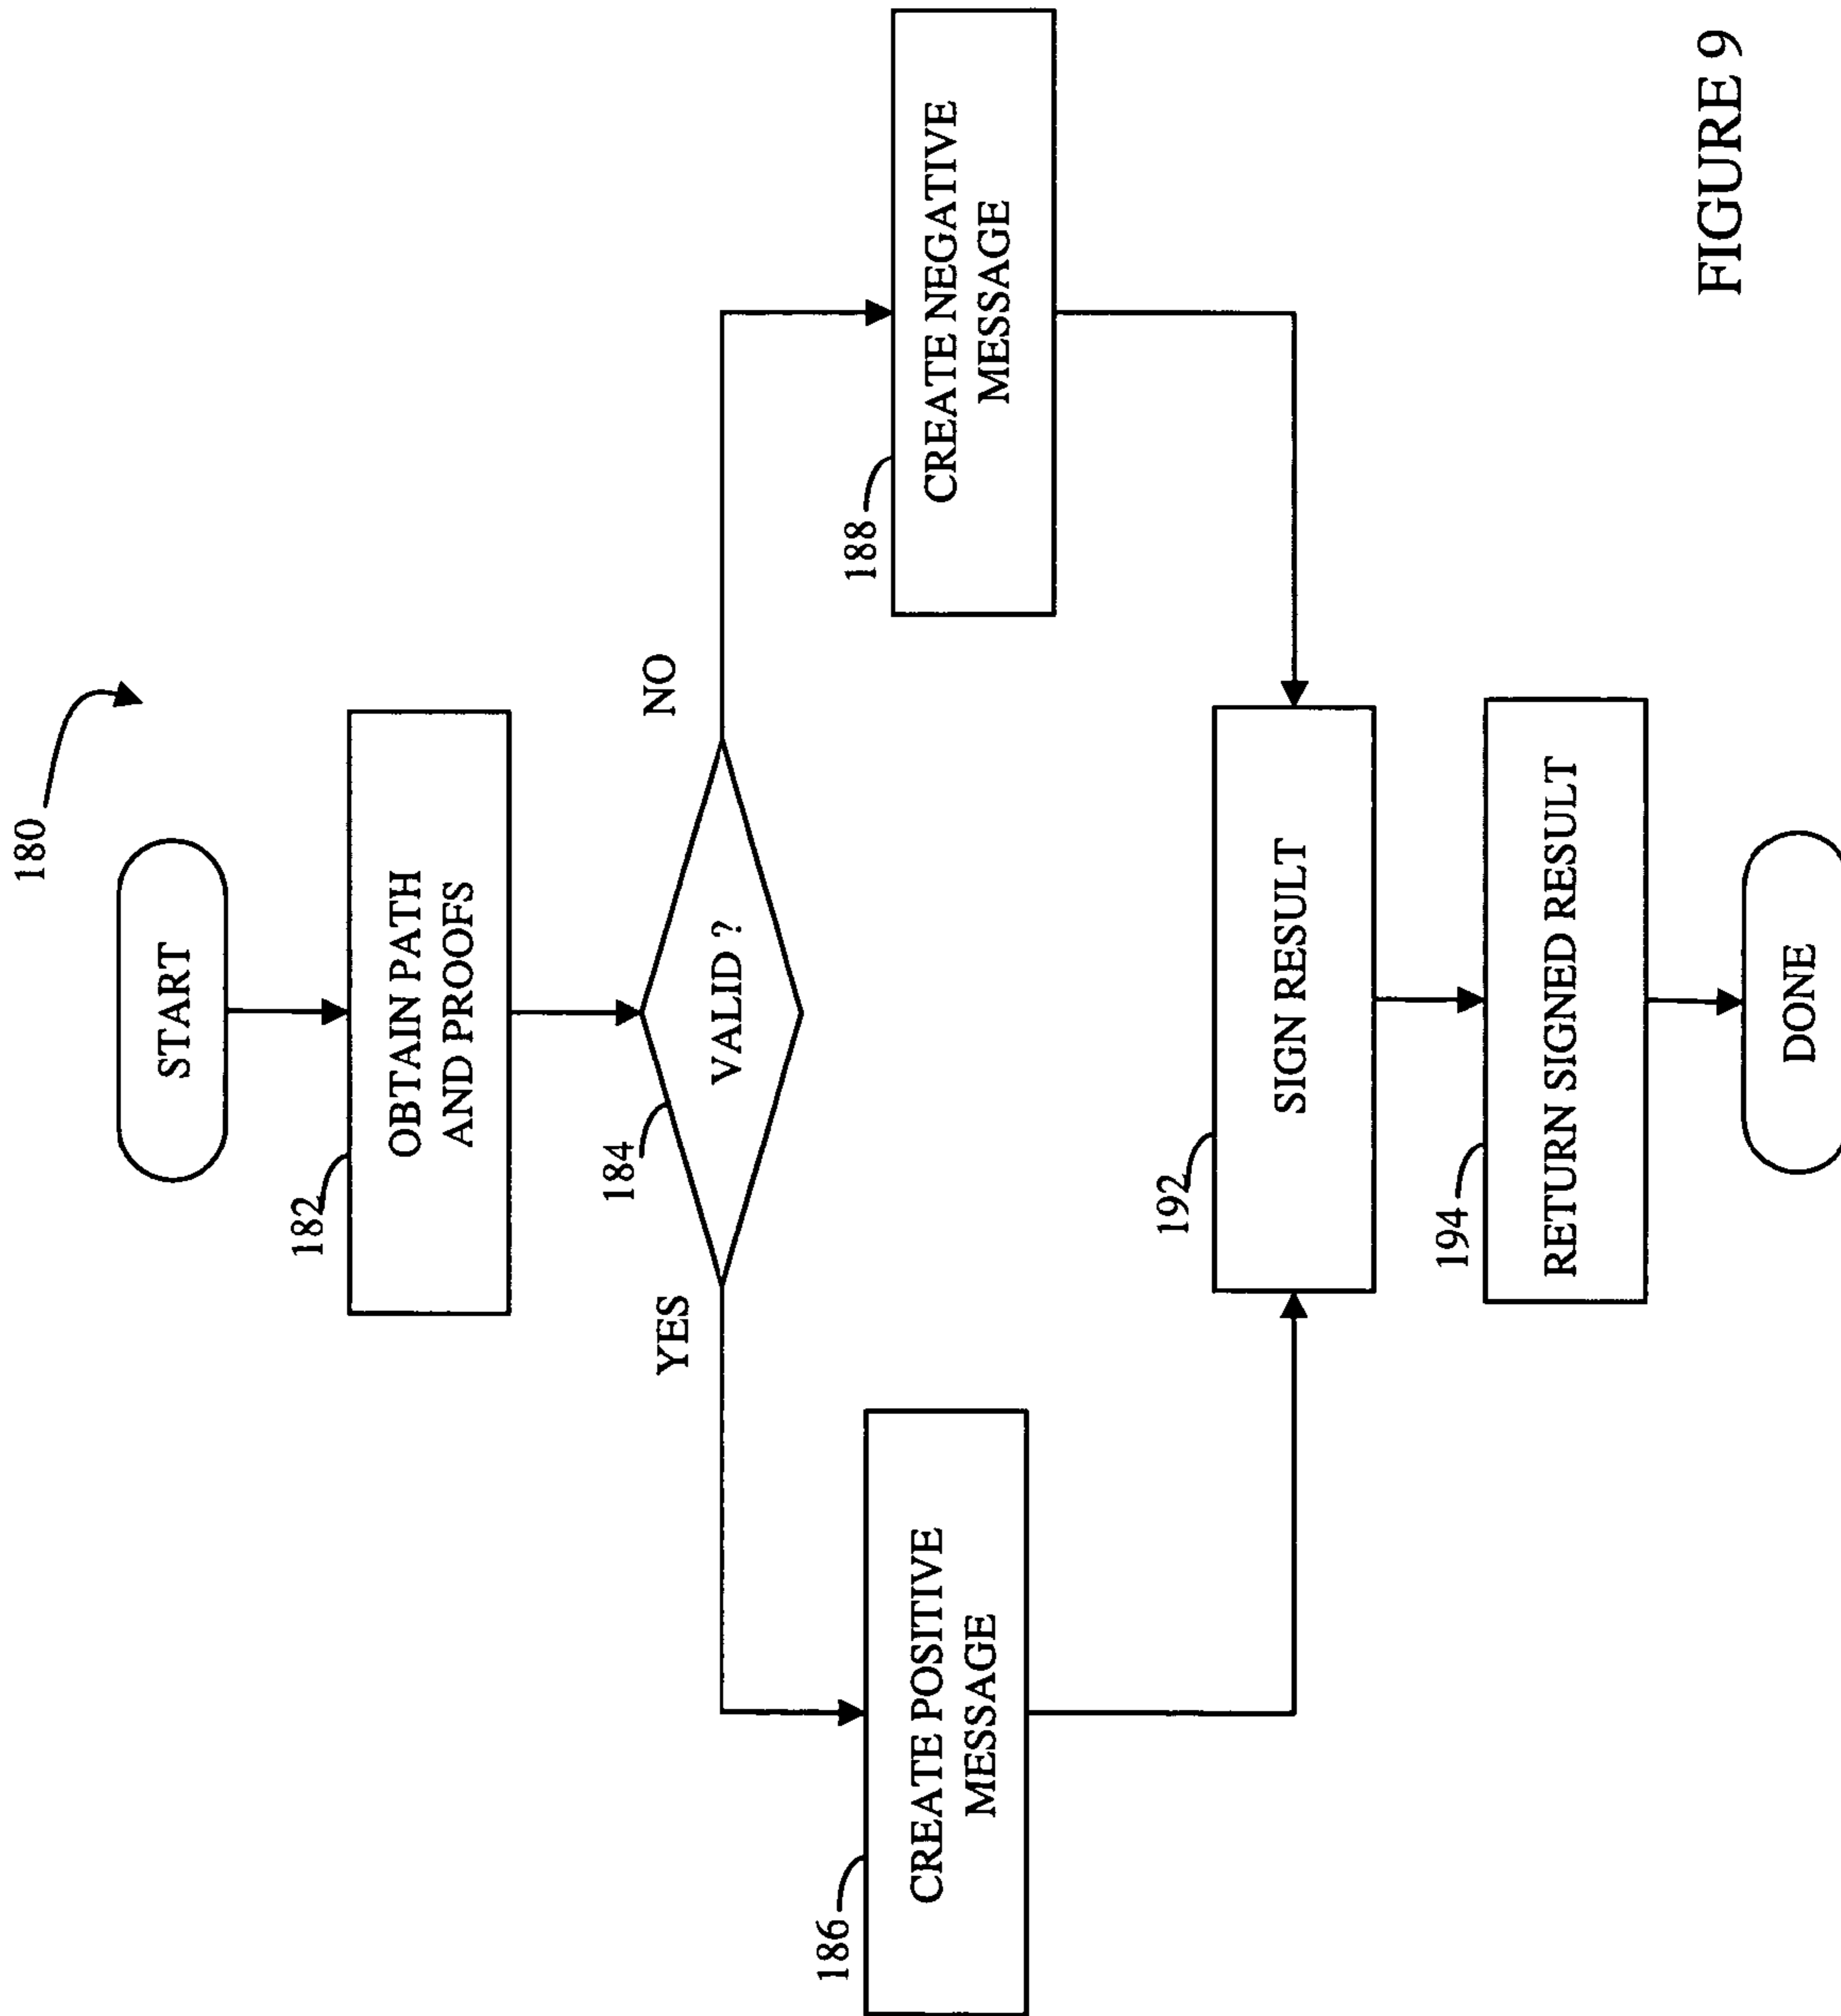 180
START
182
OBTAIN PATH
AND PROOFS
184
VALID ?
YES
NO
186
CREATE POSITIVE
MESSAGE
188
CREATE NEGATIVE
MESSAGE
192
SIGN RESULT
194
RETURN SIGNED RESULT
DONE
FIGURE 9